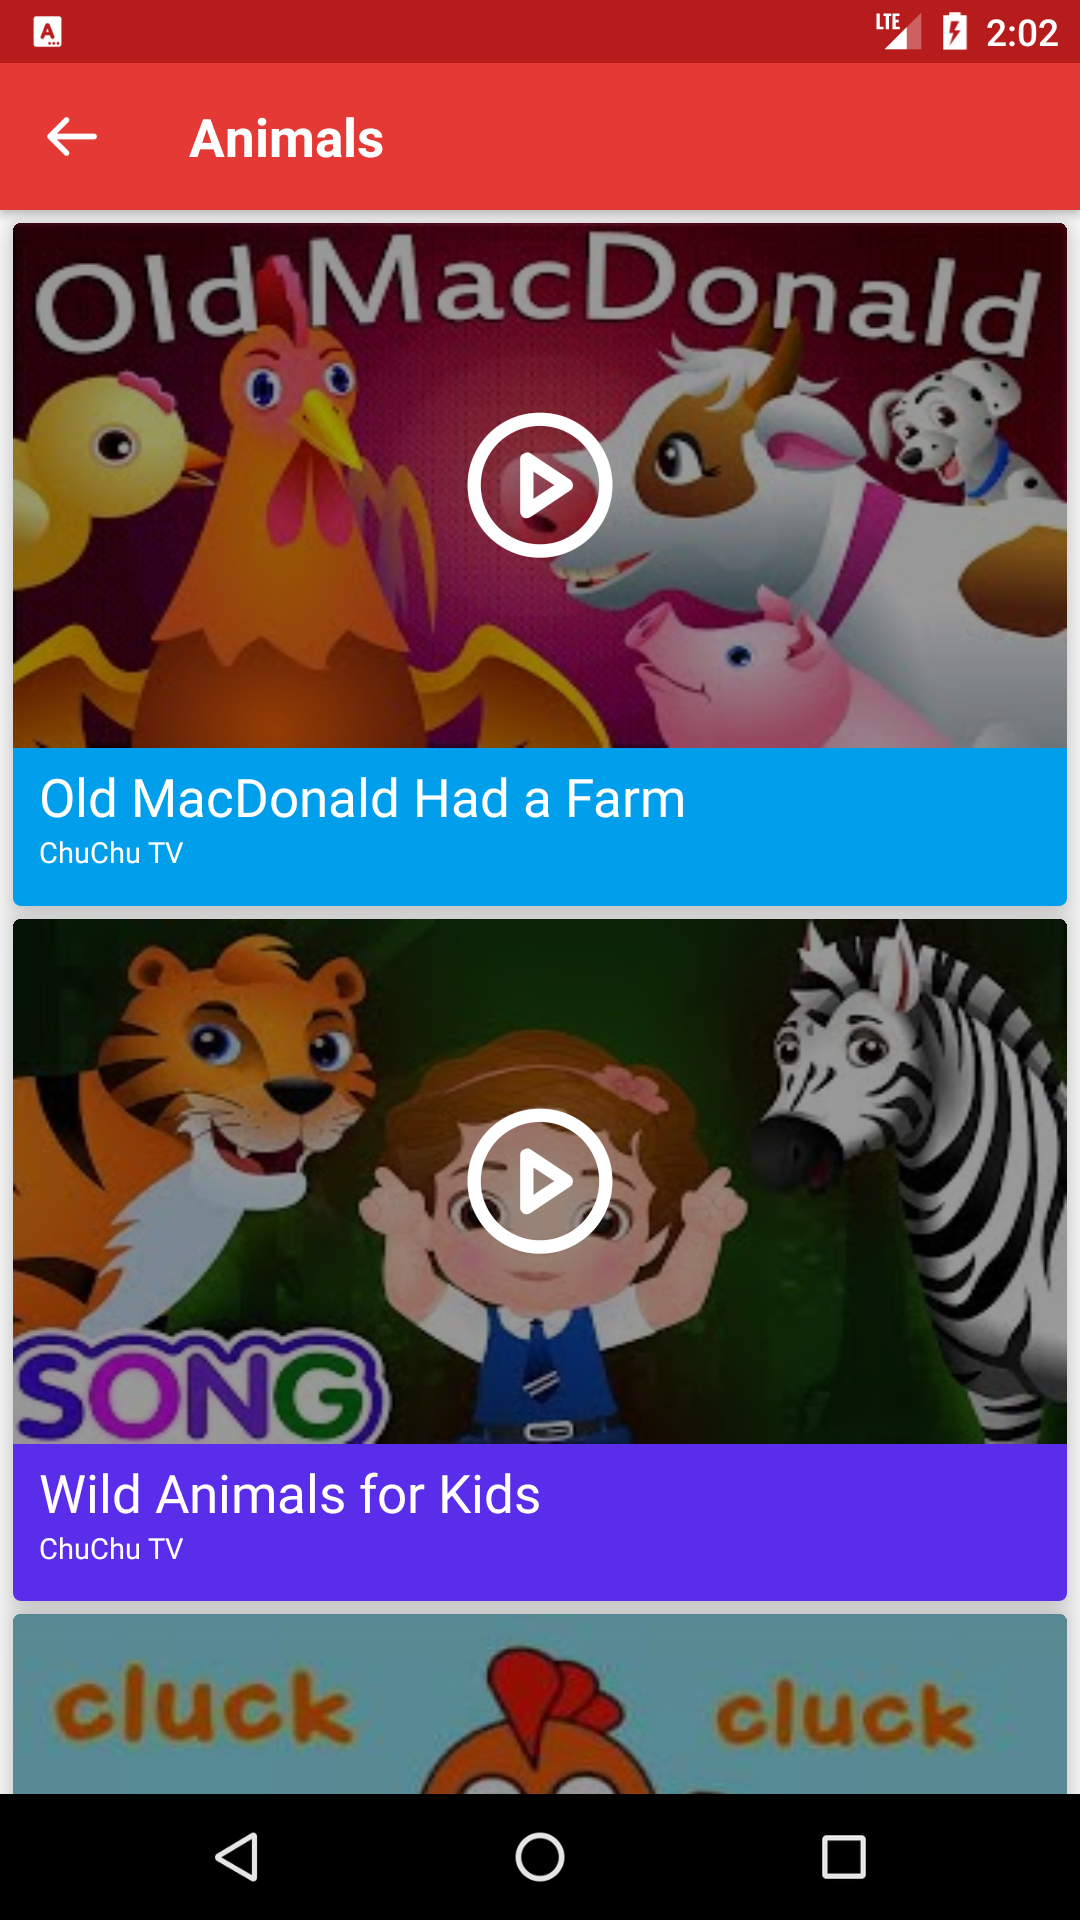 A
LTE
2:02
Animals
Old MacDonald
Old MacDonald Had a Farm
ChuChu TV
SONG
Wild Animals for Kids
ChuChu TV
cluck cluck